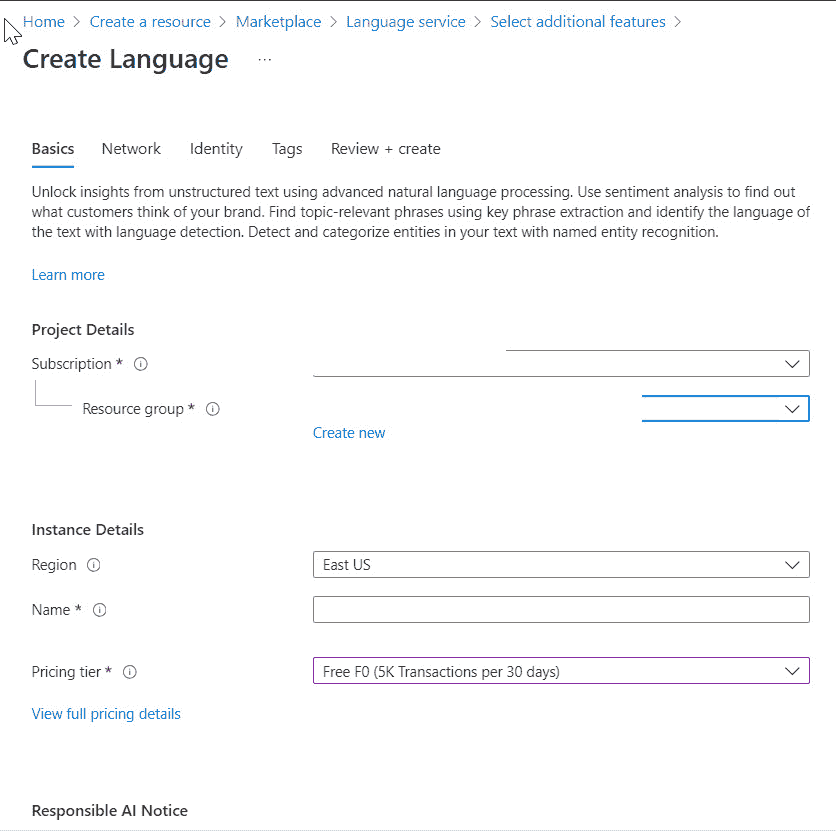 Home > Create a resource > Marketplace > Language service > Select additional features >
Create Language ...
Basics Network Identity Tags Review + create
Unlock insights from unstructured text using advanced natural language processing. Use sentiment analysis to find out
what customers think of your brand. Find topic-relevant phrases using key phrase extraction and identify the language of
the text with language detection. Detect and categorize entities in your text with named entity recognition.
Learn more
Project Details
Subscription *
Resource group *
Create new
Instance Details
Region East US
Name *
Pricing tier * Free F0 (5K Transactions per 30 days)
View full pricing details
Responsible AI Notice